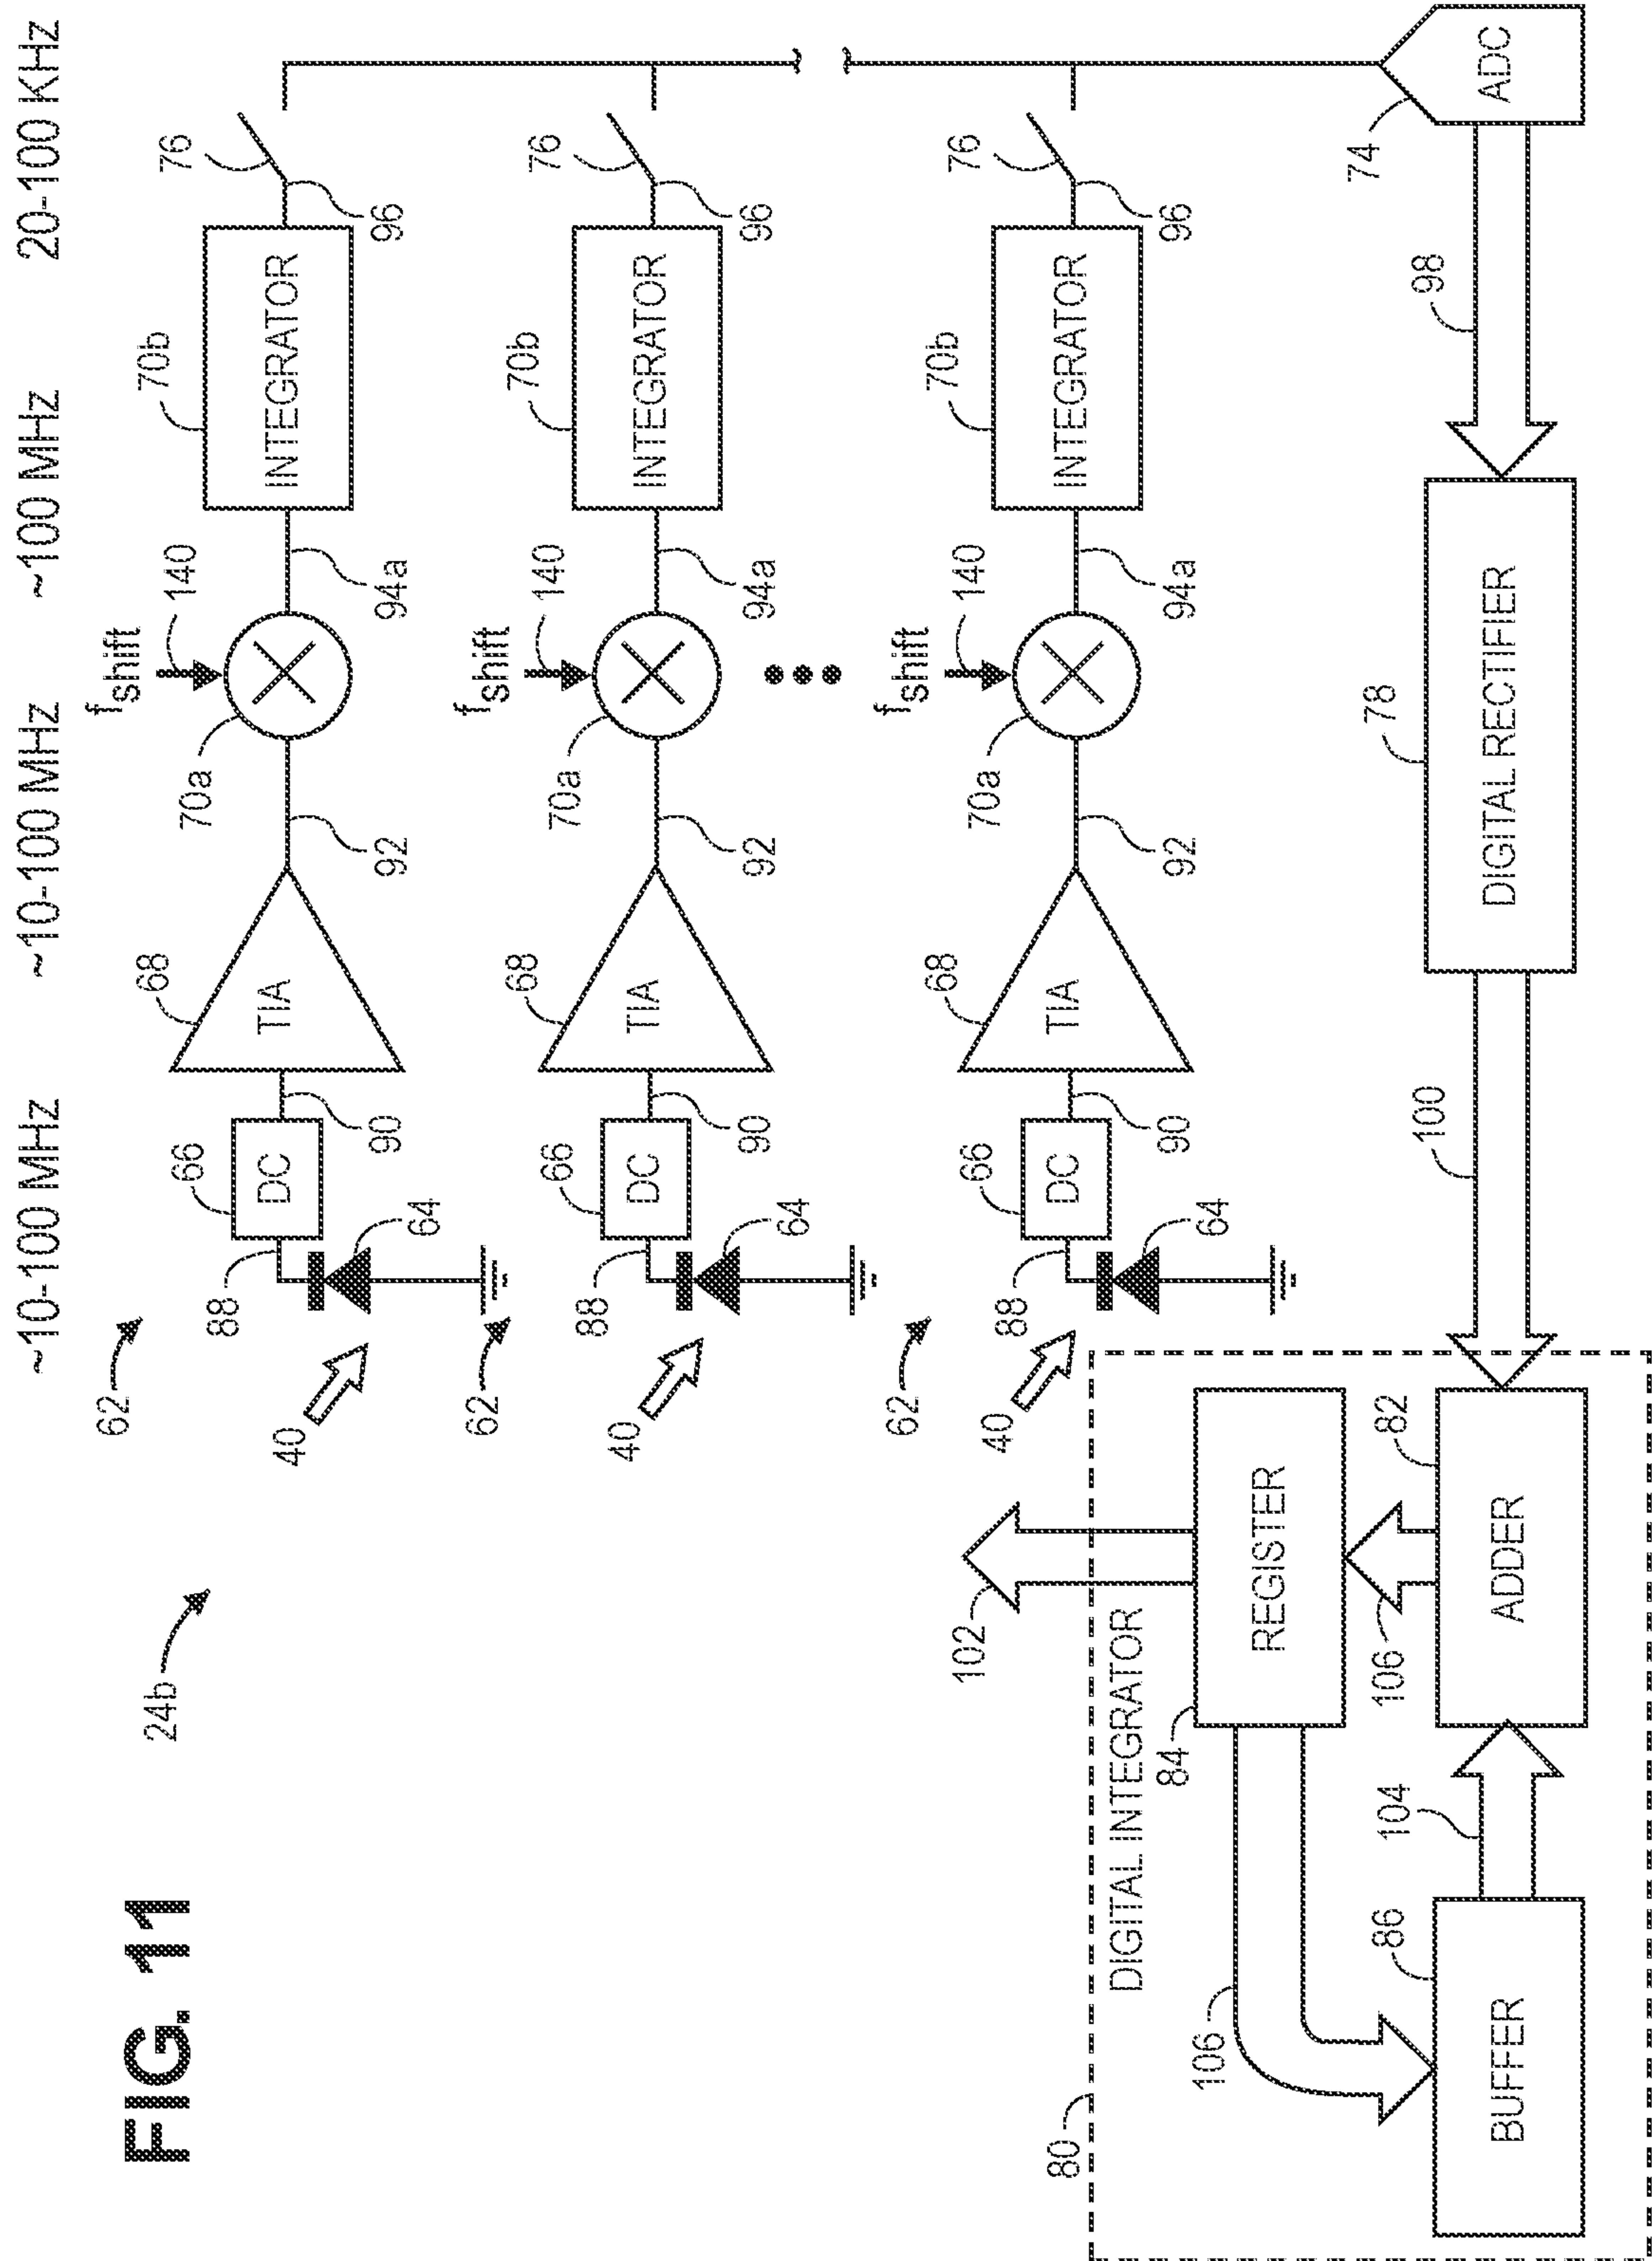 ~10-100 MHz ~10-100 MHz ~100 MHz 20-100 KHz
FIG. 11
24b
62
40
88
66
DC
64
90
68
TIA
92
70a
fshift
140
94a
70b
INTEGRATOR
96
76
62
40
88
66
DC
64
90
68
TIA
92
70a
fshift
140
94a
70b
INTEGRATOR
96
76
62
40
88
66
DC
64
90
68
TIA
92
70a
fshift
140
94a
70b
INTEGRATOR
96
76
80
DIGITAL INTEGRATOR
102
84
REGISTER
106
106
86
BUFFER
104
82
ADDER
100
78
DIGITAL RECTIFIER
98
74
ADC